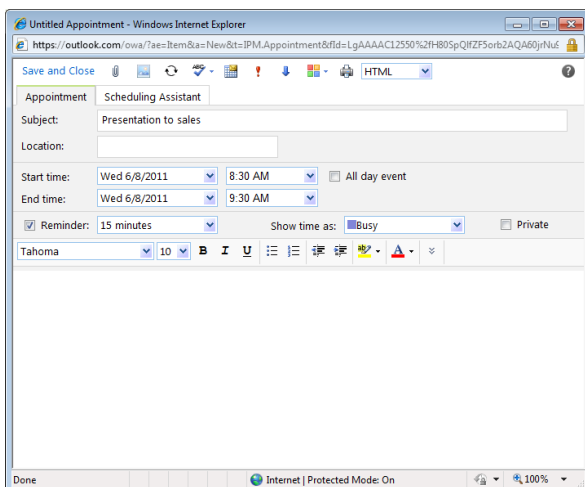 Untitled Appointment - Windows Internet Explorer
https://outlook.com/owa/?ae=Item&a=New&t=IPM.Appointment&fId=
Save and Close HTML
Appointment Scheduling Assistant
Subject: Presentation to sales
Location:
Start time: Wed 6/8/2011 8:30 AM All day event
End time: Wed 6/8/2011 9:30 AM
Reminder: 15 minutes Show time as: Busy Private
Tahoma 10 B I U A
Done Internet | Protected Mode: On 100%